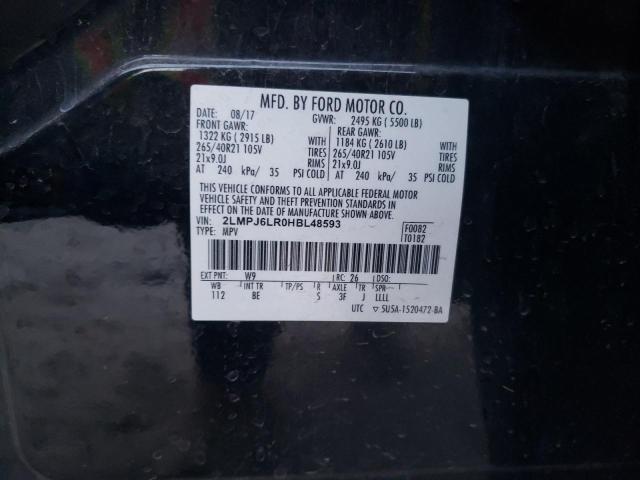 MFD. BY FORD MOTOR CO.
DATE: 08/17 GVWR: 2495 KG ( 5500 LB)
FRONT GAWR: REAR GAWR:
1322 KG ( 2915 LB) 1184 KG ( 2610 LB)
265/40R21 105V TIRES 265/40R21 105V TIRES
21x9.0J RIMS 21x9.0J RIMS
AT 240 kPa/ 35 PSI COLD AT 240 kPa/ 35 PSI COLD
THIS VEHICLE CONFORMS TO ALL APPLICABLE FEDERAL MOTOR
VEHICLE SAFETY AND THEFT PREVENTION STANDARDS IN
EFFECT ON THE DATE OF MANUFACTURE SHOWN ABOVE.
VIN: 2LMPJ6LR0HBL48593 F0082
TYPE: MPV T0182
EXT PNT: W9 RC: 26 DSO:
WB INT TR TP/PS R AXLE TR SPR
112 BE S 3F J LLLL
UTC ▽ 5U5A-1520472-BA